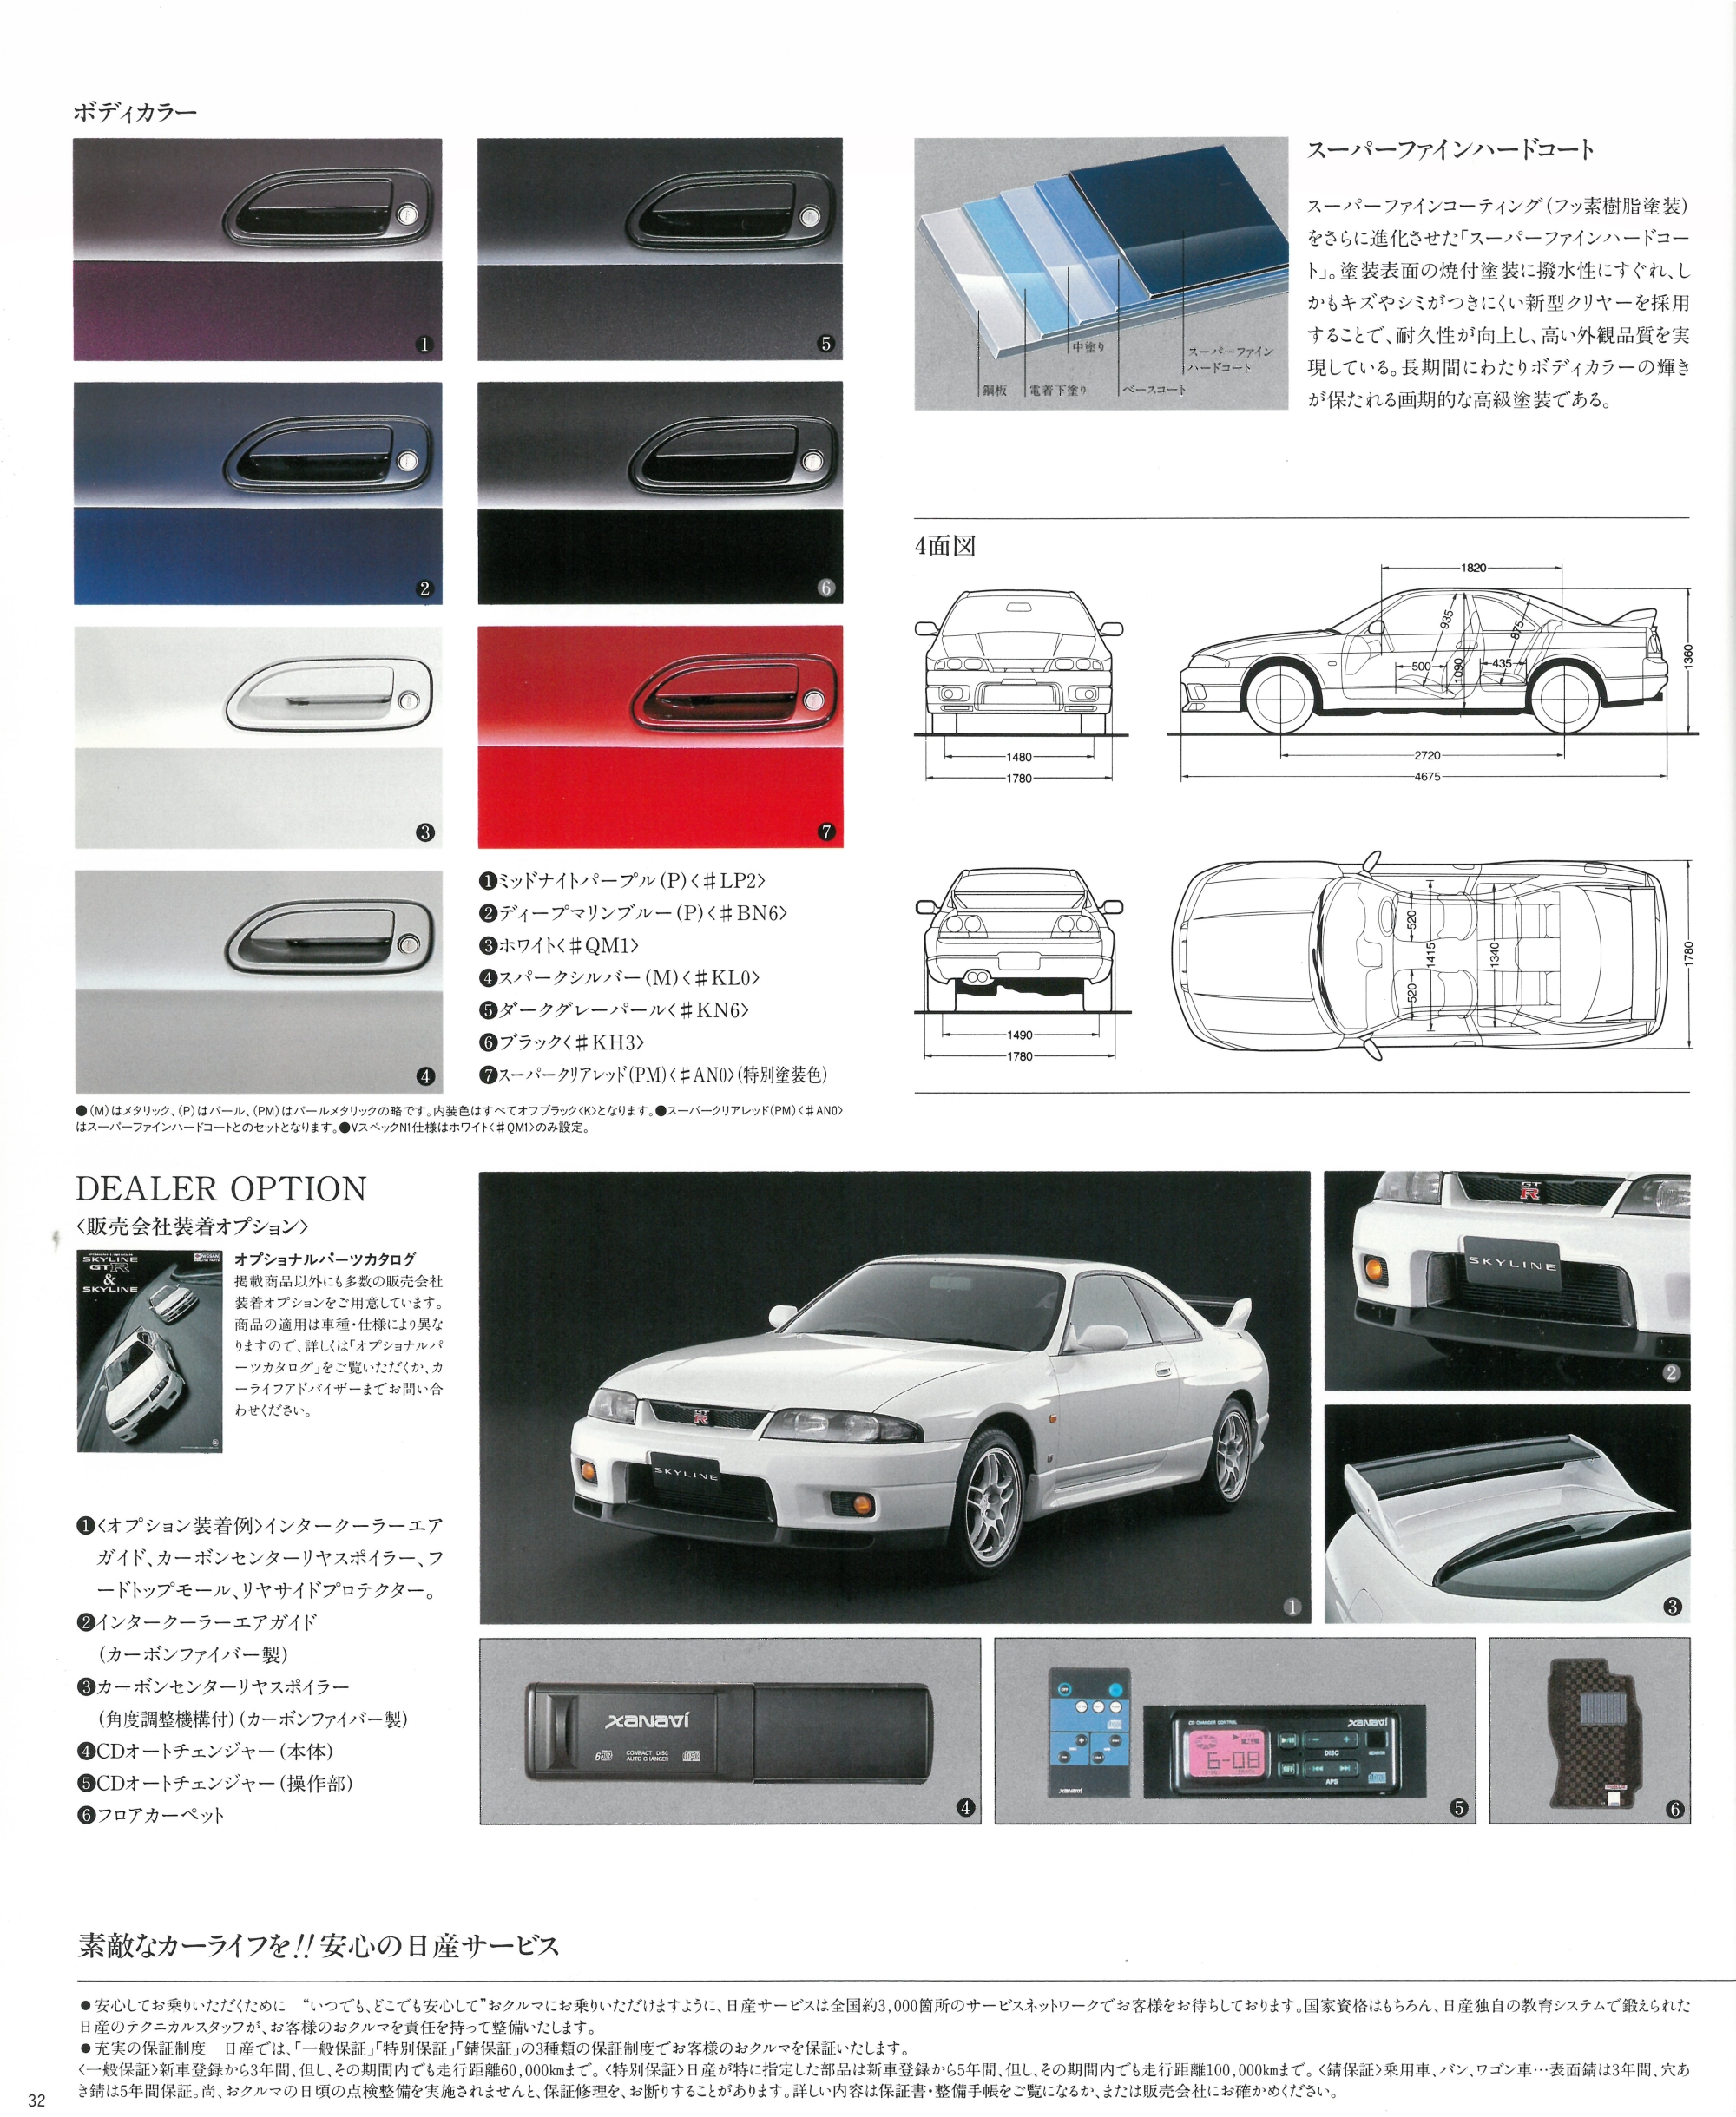 ボディカラー
1
5
2
6
3
7
4
❶ミッドナイトパープル(P)〈♯LP2〉
❷ディープマリンブルー(P)〈♯BN6〉
❸ホワイト〈♯QM1〉
❹スパークシルバー(M)〈♯KL0〉
❺ダークグレーパール〈♯KN6〉
❻ブラック〈♯KH3〉
❼スーパークリアレッド(PM)〈♯AN0〉(特別塗装色)
●(M)はメタリック、(P)はパール、(PM)はパールメタリックの略です。内装色はすべてオフブラック〈K〉となります。●スーパークリアレッド(PM)〈♯AN0〉
はスーパーファインハードコートとのセットとなります。●VスペックN1仕様はホワイト〈♯QM1〉のみ設定。
中塗り
スーパーファイン
ハードコート
鋼板
電着下塗り
ベースコート
スーパーファインハードコート
スーパーファインコーティング(フッ素樹脂塗装)
をさらに進化させた「スーパーファインハードコー
ト」。塗装表面の焼付塗装に撥水性にすぐれ、し
かもキズやシミがつきにくい新型クリヤーを採用
することで、耐久性が向上し、高い外観品質を実
現している。長期間にわたりボディカラーの輝き
が保たれる画期的な高級塗装である。
4面図
1480
1780
1820
935
875
500
1090
435
1360
2720
4675
1490
1780
520
1415
1340
520
1780
DEALER OPTION
〈販売会社装着オプション〉
SKYLINE
GTR
&
SKYLINE
NISSAN
オプショナルパーツカタログ
掲載商品以外にも多数の販売会社
装着オプションをご用意しています。
商品の適用は車種・仕様により異な
りますので、詳しくは「オプショナルパ
ーツカタログ」をご覧いただくか、カ
ーライフアドバイザーまでお問い合
わせください。
❶〈オプション装着例〉インタークーラーエア
ガイド、カーボンセンターリヤスポイラー、フ
ードトップモール、リヤサイドプロテクター。
❷インタークーラーエアガイド
(カーボンファイバー製)
❸カーボンセンターリヤスポイラー
(角度調整機構付)(カーボンファイバー製)
❹CDオートチェンジャー(本体)
❺CDオートチェンジャー(操作部)
❻フロアカーペット
GT
R
SKYLINE
1
GT
R
SKYLINE
2
3
xanavi
6
COMPACT DISC
AUTO CHANGER
4
xanavi
CD CHANGER CONTROL
xanavi
6-08
DISC
APS
5
6
素敵なカーライフを!!安心の日産サービス
●安心してお乗りいただくために “いつでも、どこでも安心して”おクルマにお乗りいただけますように、日産サービスは全国約3,000箇所のサービスネットワークでお客様をお待ちしております。国家資格はもちろん、日産独自の教育システムで鍛えられた
日産のテクニカルスタッフが、お客様のおクルマを責任を持って整備いたします。
●充実の保証制度 日産では、「一般保証」「特別保証」「錆保証」の3種類の保証制度でお客様のおクルマを保証いたします。
〈一般保証〉新車登録から3年間、但し、その期間内でも走行距離60,000kmまで。〈特別保証〉日産が特に指定した部品は新車登録から5年間、但し、その期間内でも走行距離100,000kmまで。〈錆保証〉乗用車、バン、ワゴン車…表面錆は3年間、穴あ
き錆は5年間保証。尚、おクルマの日頃の点検整備を実施されませんと、保証修理を、お断りすることがあります。詳しい内容は保証書・整備手帳をご覧になるか、または販売会社にお確かめください。
32